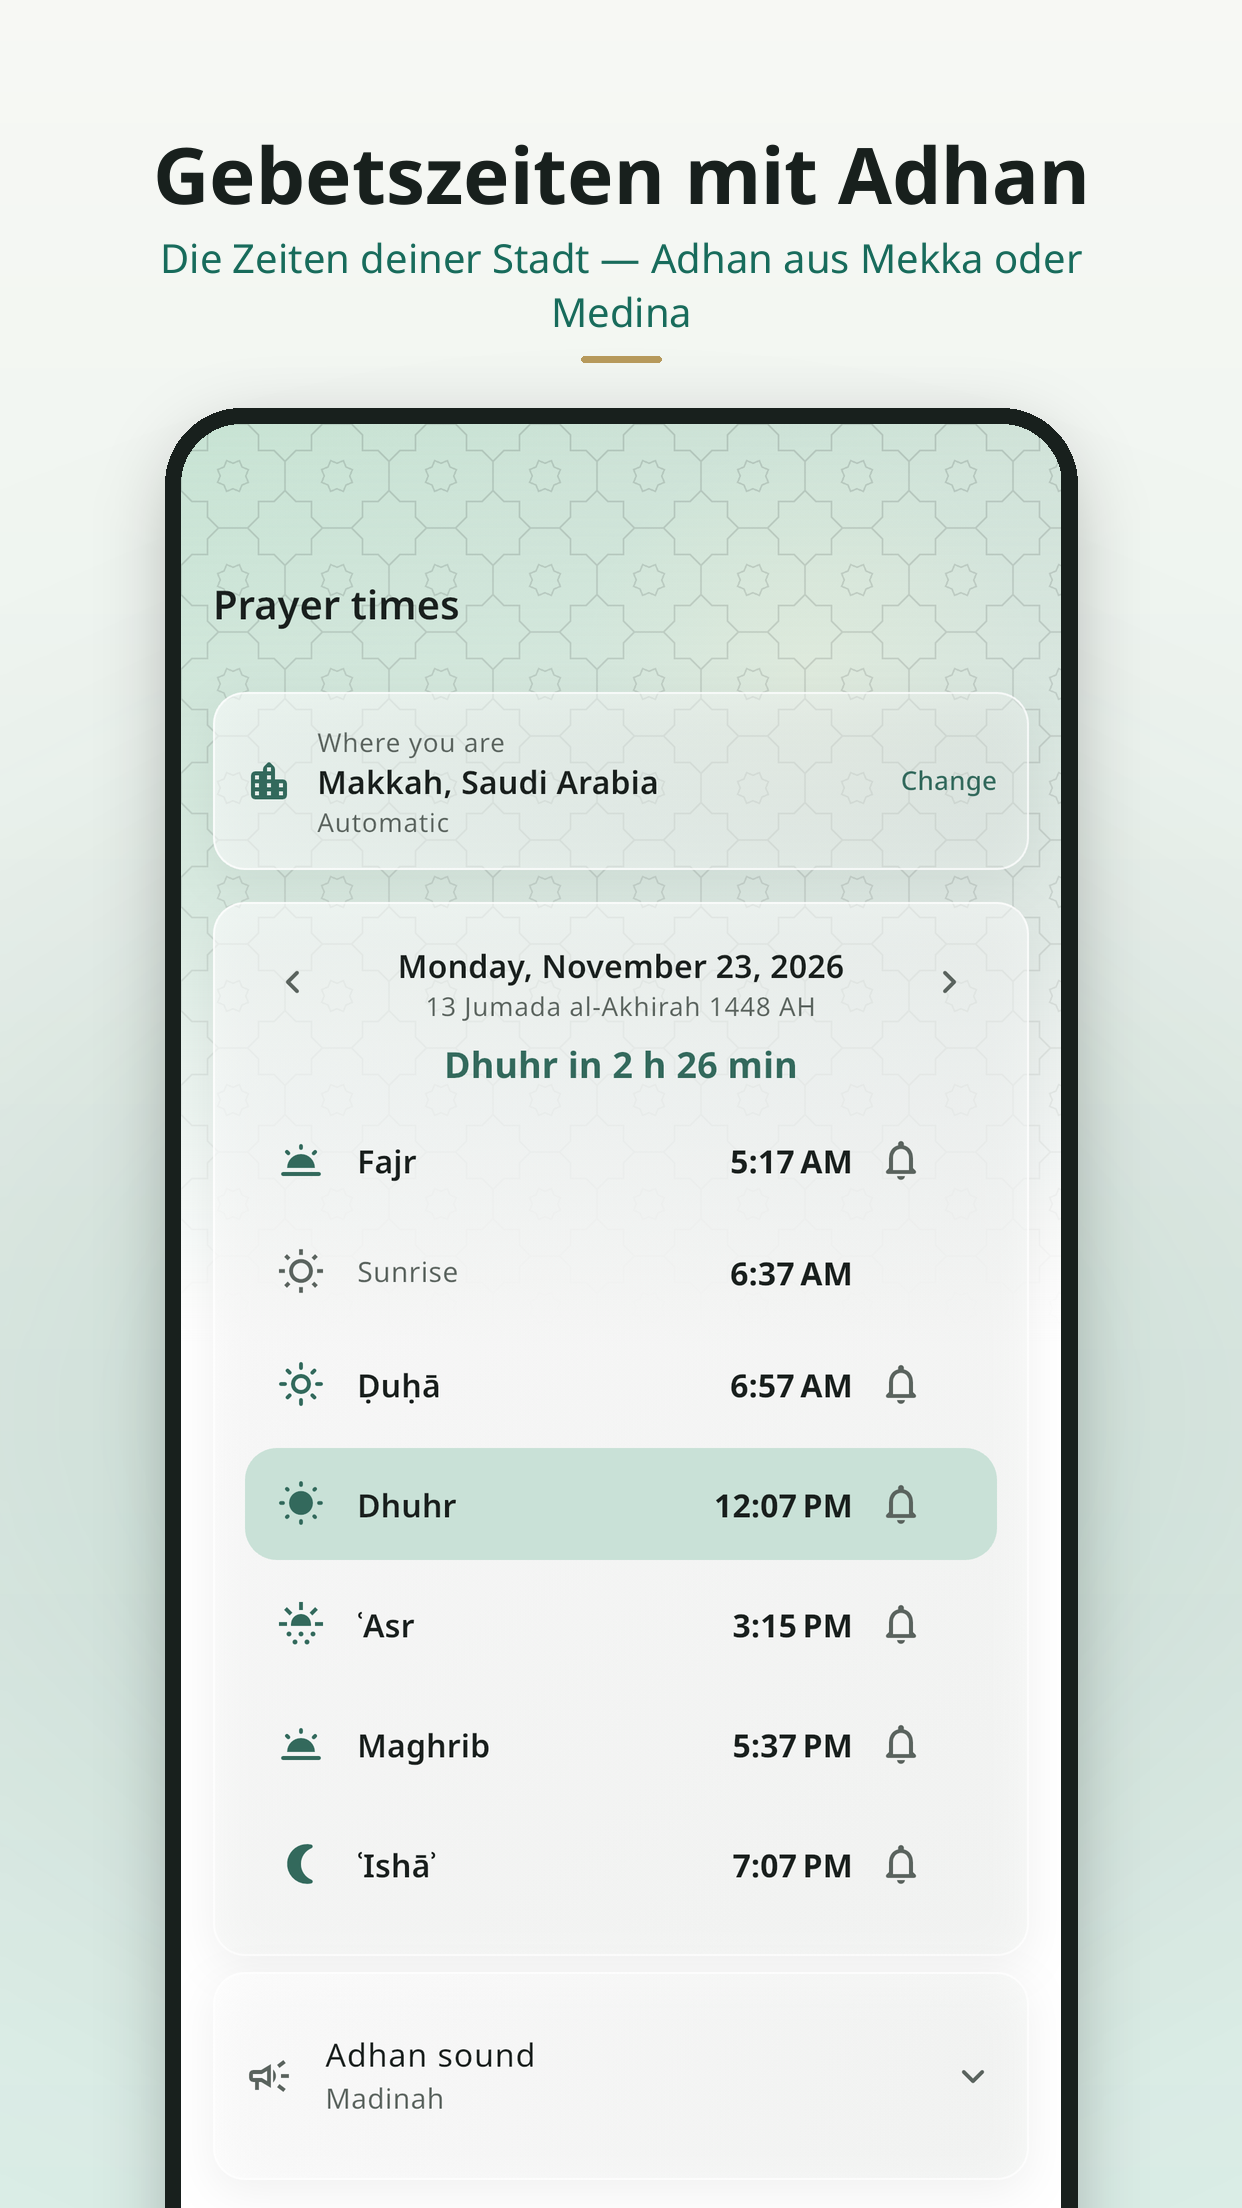 Gebetszeiten mit Adhan
Die Zeiten deiner Stadt — Adhan aus Mekka oder
Medina
Prayer times
Where you are
Makkah, Saudi Arabia
Automatic
Change
Monday, November 23, 2026
13 Jumada al-Akhirah 1448 AH
Dhuhr in 2 h 26 min
Fajr 5:17 AM
Sunrise 6:37 AM
Ḍuḥā 6:57 AM
Dhuhr 12:07 PM
ʿAsr 3:15 PM
Maghrib 5:37 PM
ʿIshāʾ 7:07 PM
Adhan sound
Madinah